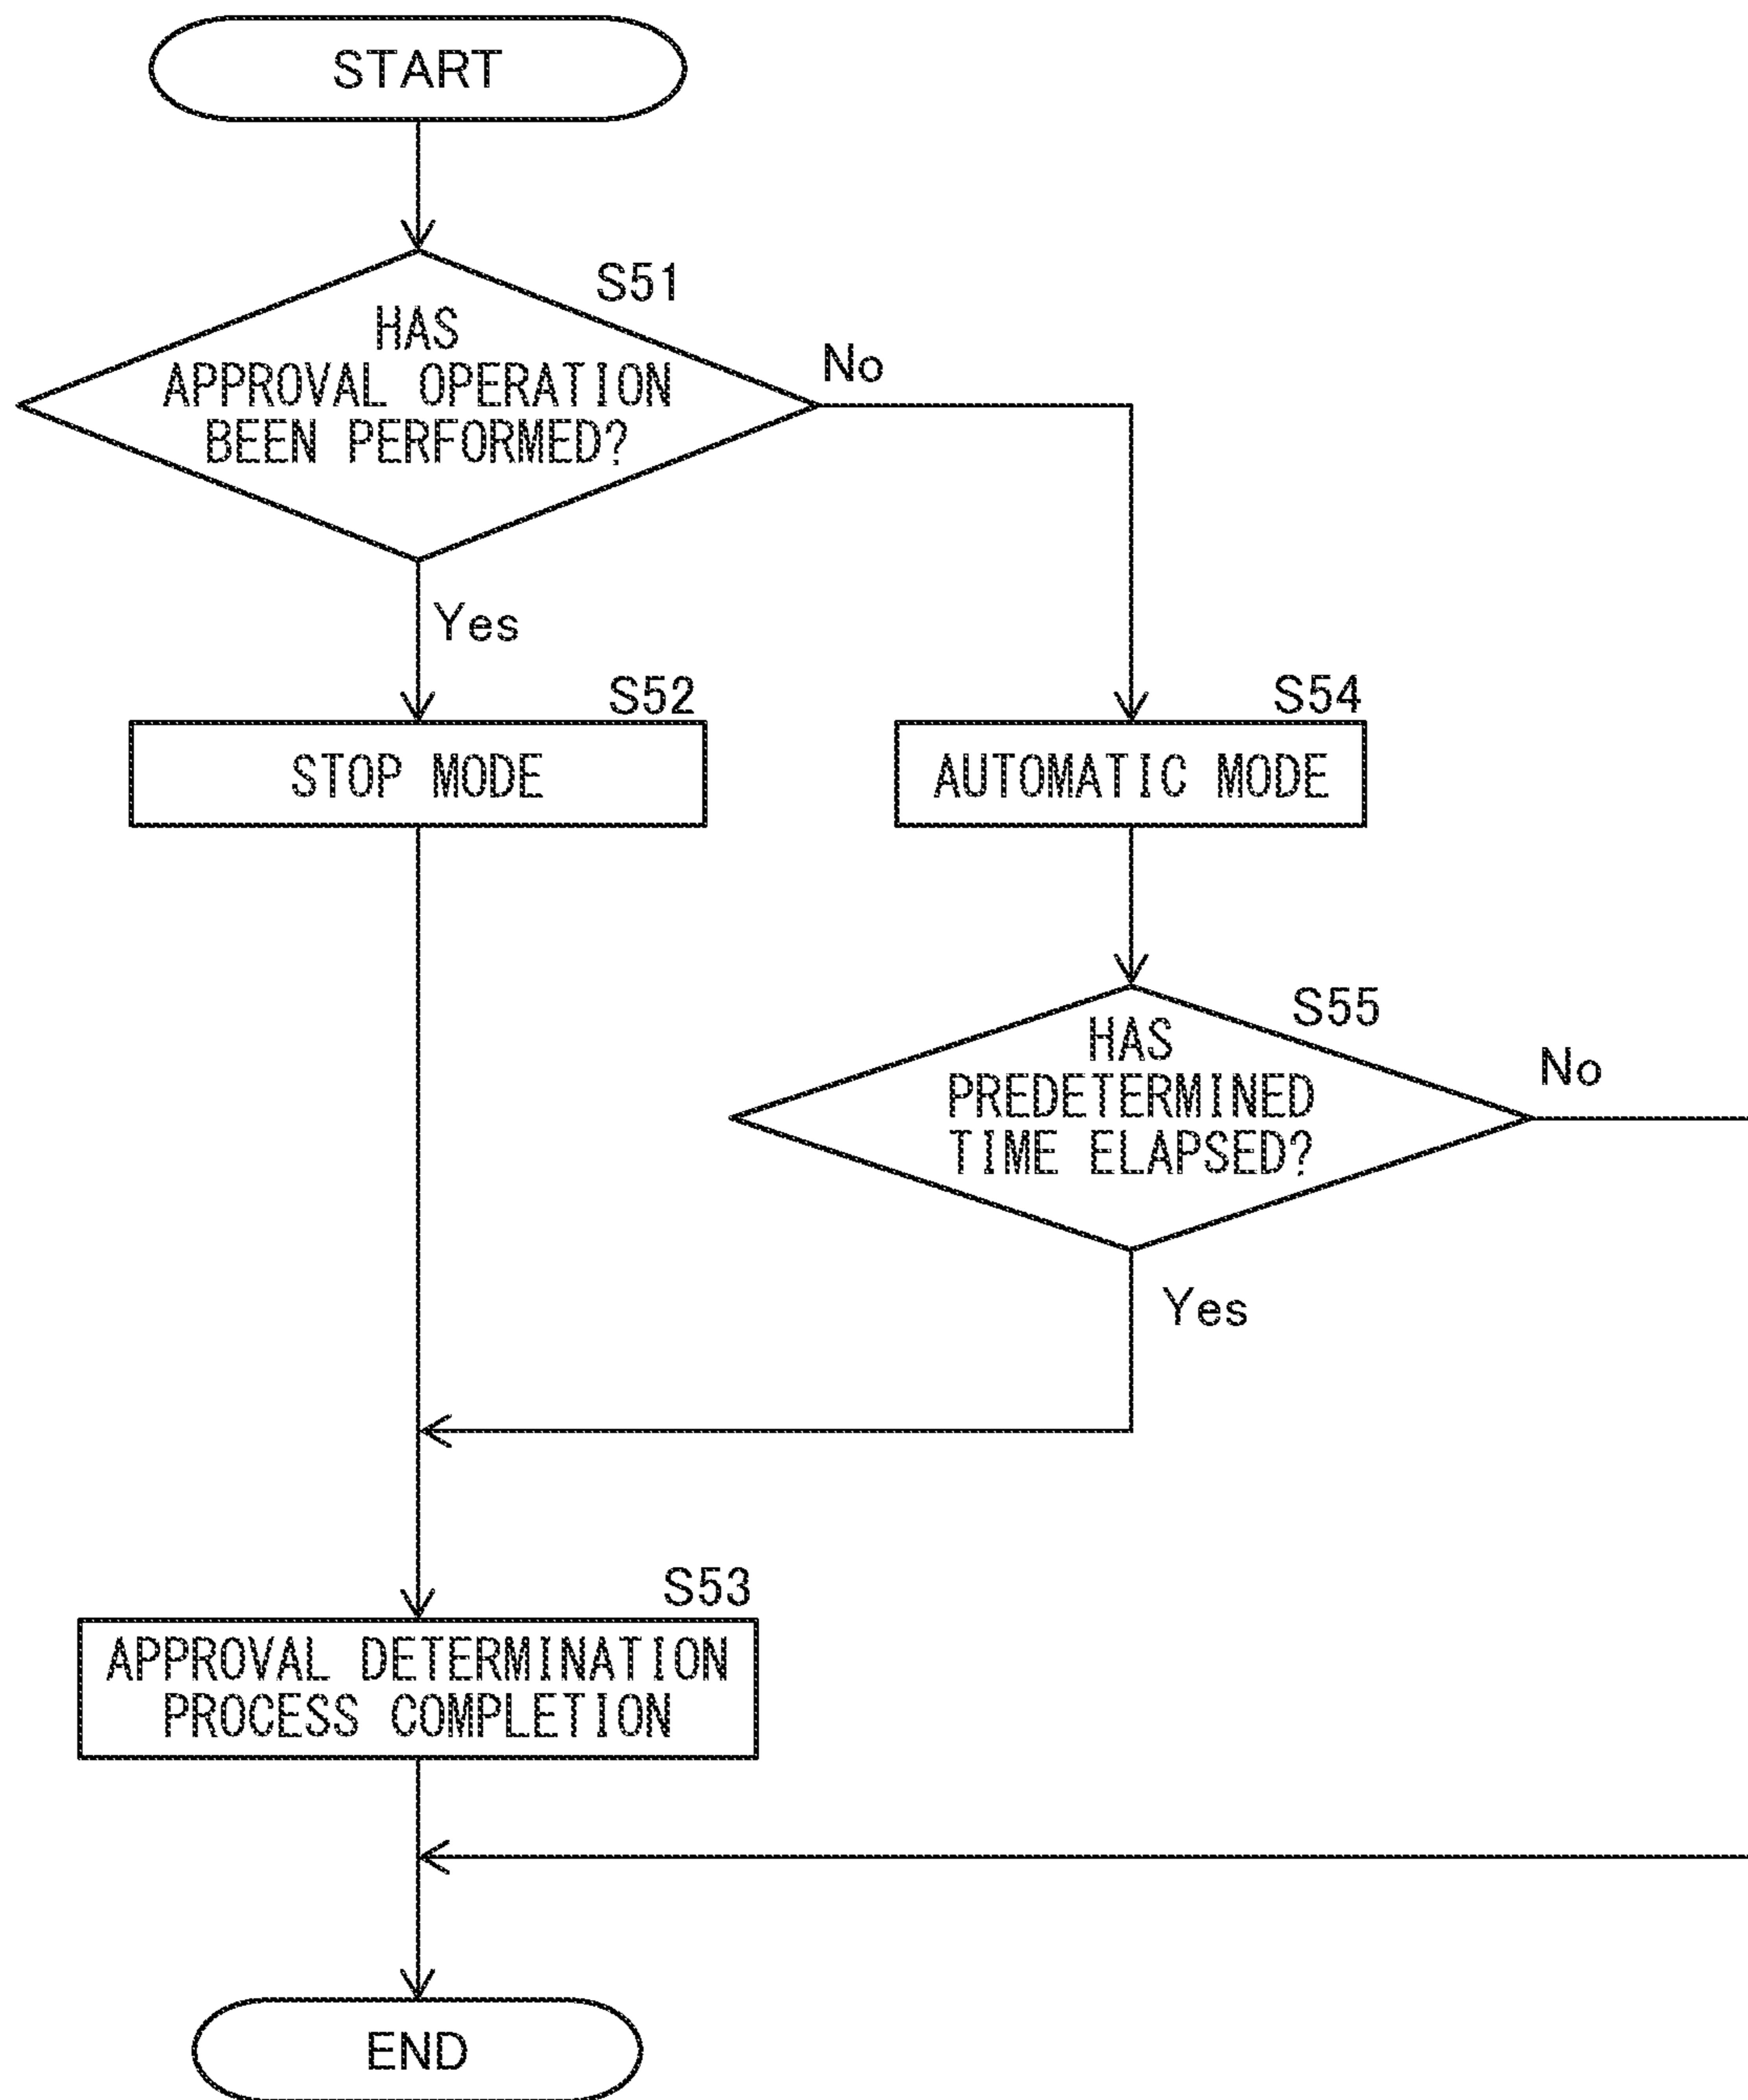 START
S51
HAS
APPROVAL OPERATION
BEEN PERFORMED?
No
Yes
S52
STOP MODE
S54
AUTOMATIC MODE
S55
HAS
PREDETERMINED
TIME ELAPSED?
No
Yes
S53
APPROVAL DETERMINATION
PROCESS COMPLETION
END